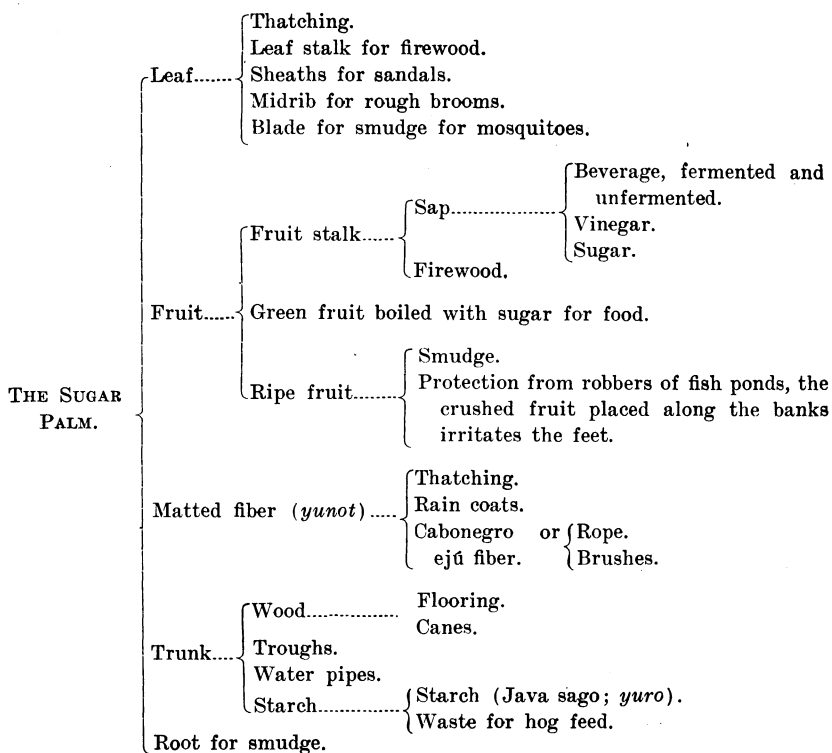 Thatching.
Leaf stalk for firewood.
Leaf....... Sheaths for sandals.
Midrib for rough brooms.
Blade for smudge for mosquitoes.
Beverage, fermented and
unfermented.
Sap...................
Vinegar.
Fruit stalk......
Sugar.
Firewood.
Fruit...... Green fruit boiled with sugar for food.
Smudge.
Ripe fruit........ Protection from robbers of fish ponds, the
crushed fruit placed along the banks
irritates the feet.
THE SUGAR
PALM.
Thatching.
Matted fiber (yunot) ..... Rain coats.
Cabonegro or Rope.
ejú fiber. Brushes.
Flooring.
Wood................
Canes.
Trunk.... Troughs.
Water pipes.
Starch (Java sago; yuro).
Starch..............
Waste for hog feed.
Root for smudge.